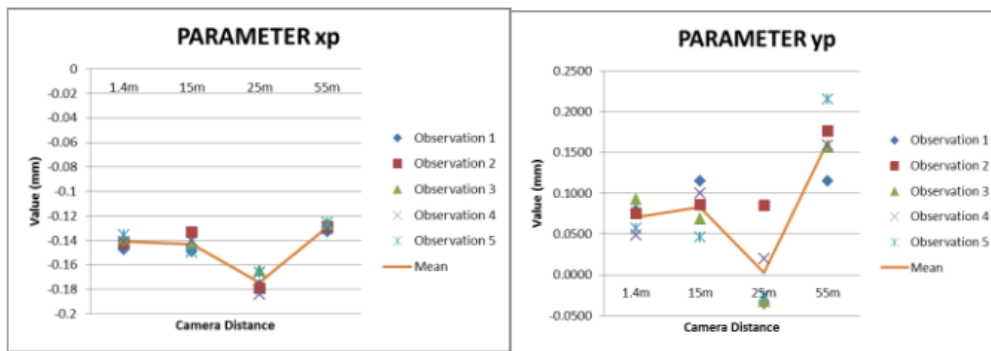 PARAMETER xp
0
-0.02
-0.04
-0.06
-0.08
-0.1
-0.12
-0.14
-0.16
-0.18
-0.2
1.4m 15m 25m 55m
Value (mm)
Camera Distance
Observation 1
Observation 2
Observation 3
Observation 4
Observation 5
Mean
PARAMETER yp
0.2500
0.2000
0.1500
0.1000
0.0500
0.0000
-0.0500
1.4m 15m 25m 55m
Value (mm)
Camera Distance
Observation 1
Observation 2
Observation 3
Observation 4
Observation 5
Mean